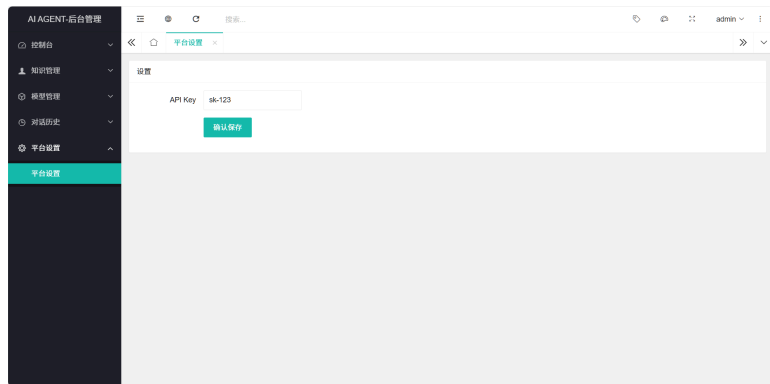 AI AGENT-后台管理
搜索...
admin
控制台
平台设置
知识管理
设置
模型管理
API Key sk-123
对话历史
确认保存
平台设置
平台设置